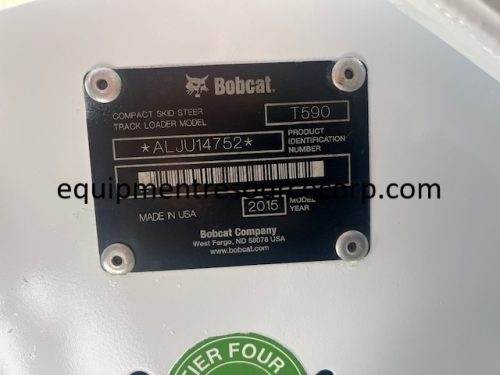 Bobcat.
COMPACT SKID STEER
TRACK LOADER MODEL
T590
*ALJU14752*
PRODUCT
IDENTIFICATION
NUMBER
equipmentresourcecorp.com
MADE IN USA
2015
MODEL
YEAR
Bobcat Company
West Fargo, ND 58078 USA
www.bobcat.com
TIER FOUR